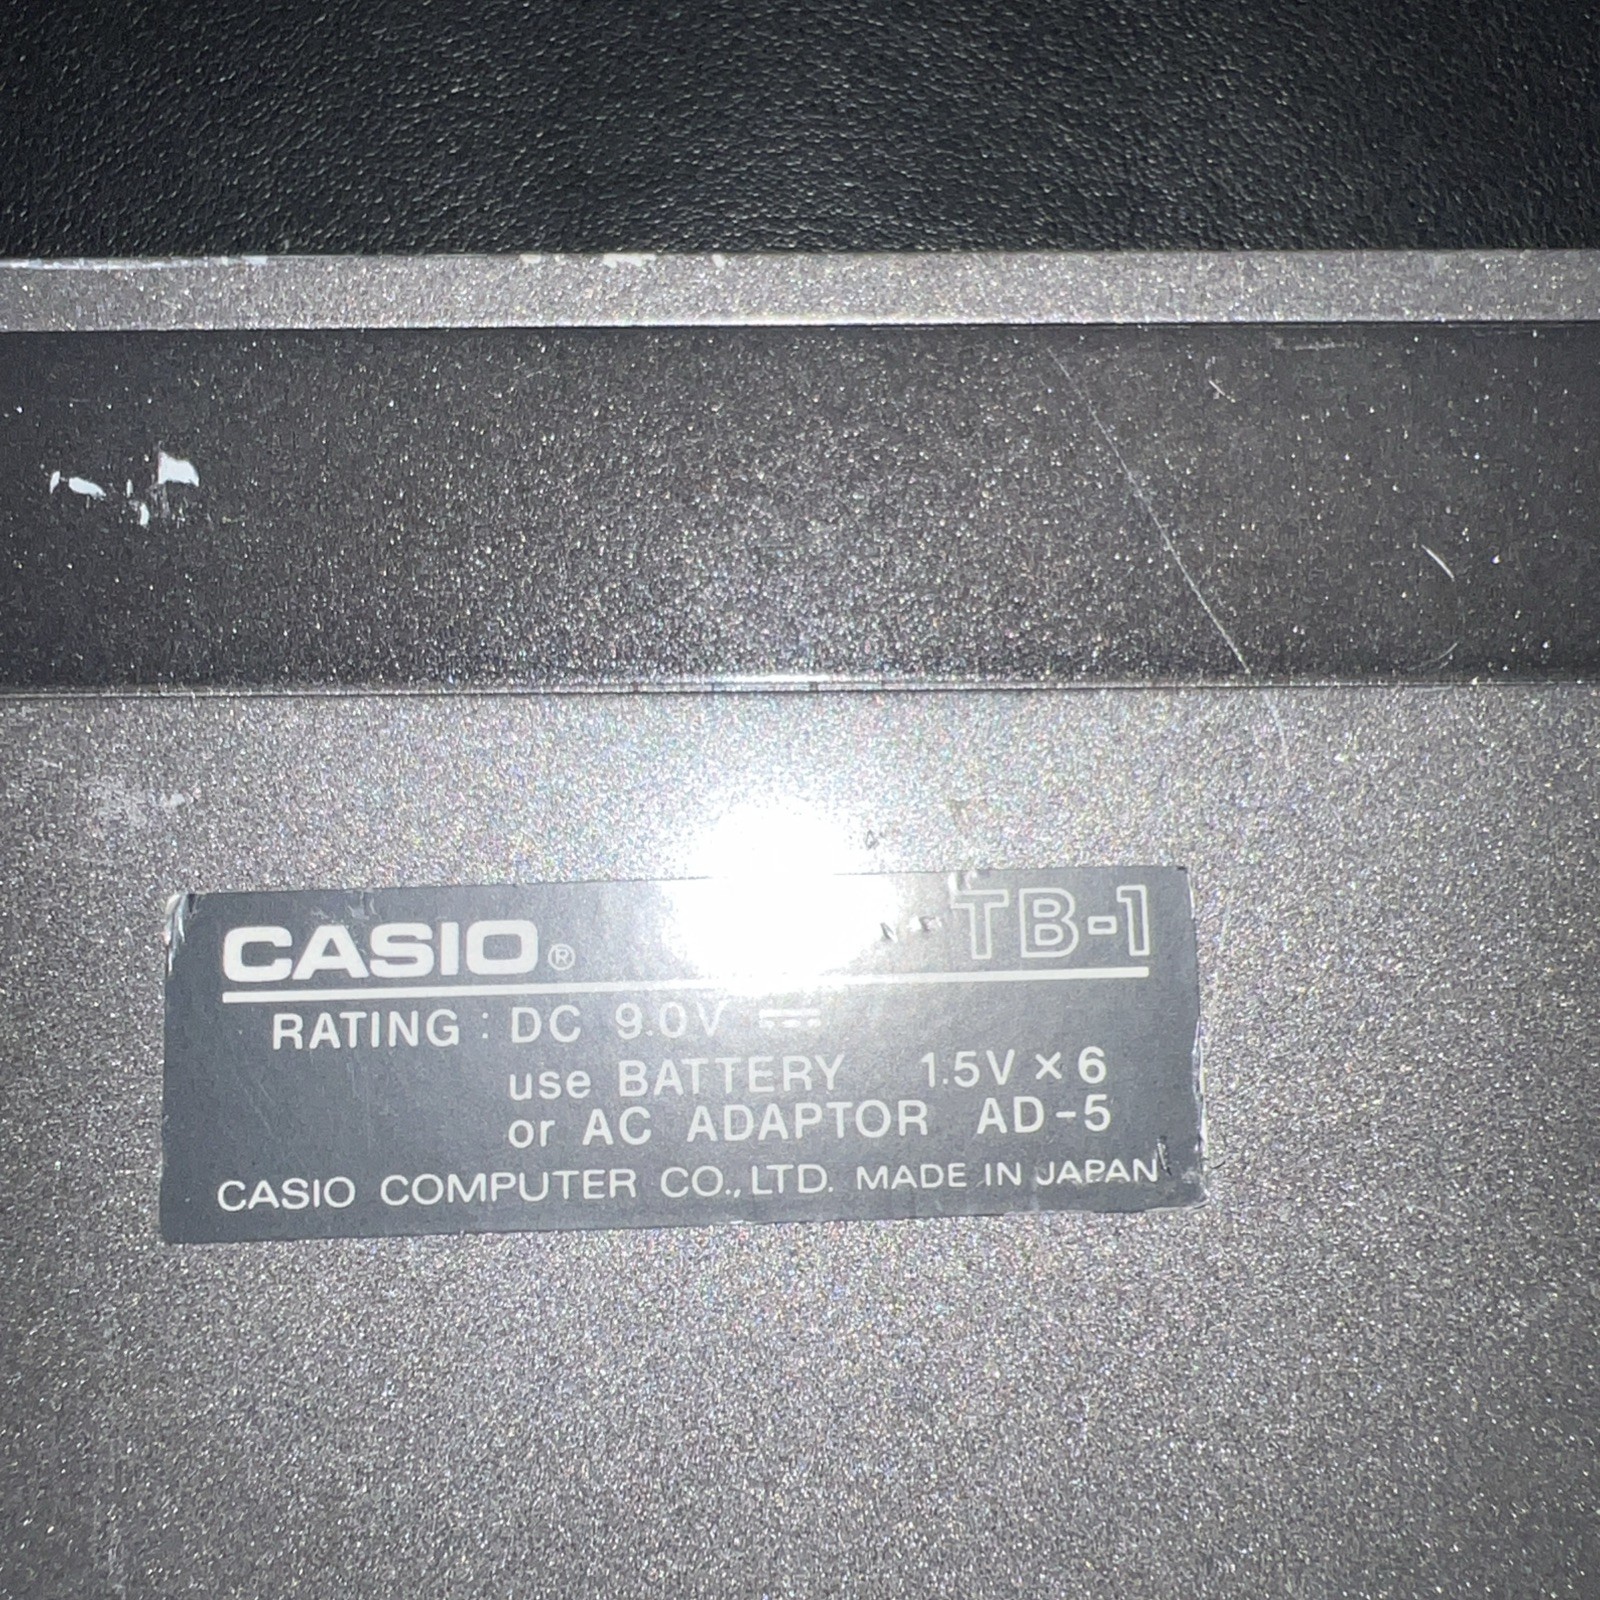 CASIO® TB-1
RATING : DC 9.0V ⎓
use BATTERY 1.5V × 6
or AC ADAPTOR AD-5
CASIO COMPUTER CO., LTD. MADE IN JAPAN